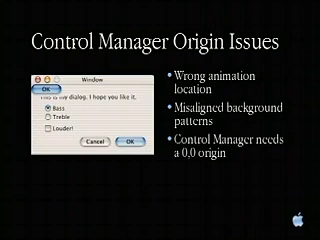 Control Manager Origin Issues
Window
OK
This is my dialog. I hope you like it.
Bass
Treble
Louder!
Cancel
OK
• Wrong animation
location
• Misaligned background
patterns
• Control Manager needs
a 0,0 origin